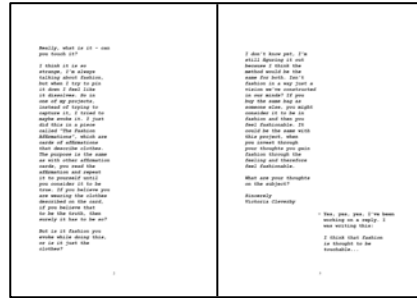 Really, what is it – can
you touch it?
I think it is so
strange, I'm always
talking about fashion,
but when I try to pin
it down I feel like
it dissolves. So in
one of my projects,
instead of trying to
capture it, I tried to
maybe evoke it. I just
did this in a piece
called "The Fashion
Affirmations", which are
cards of affirmations
that describe clothes.
The purpose is the same
as with other affirmation
cards, you read the
affirmation and repeat
it to yourself until
you consider it to be
true. If you believe you
are wearing the clothes
described on the card,
if you believe that
to be the truth, then
surely it has to be so?
But is it fashion you
evoke while doing this,
or is it just the
clothes?
I don't know yet, I'm
still figuring it out
because I think the
method would be the
same for both. Isn't
fashion in a way just a
vision we've constructed
in our minds? If you
buy the same bag as
someone else, you might
consider it to be in
fashion and then you
feel fashionable. It
could be the same with
this project, when
you invest through
your thoughts you gain
fashion through the
feeling and therefore
feel fashionable.
What are your thoughts
on the subject?
Sincerely
Victoria
– Yes, yes, yes, I've been
working on a reply. I
was writing this:
I think that fashion
is thought to be
touchable...